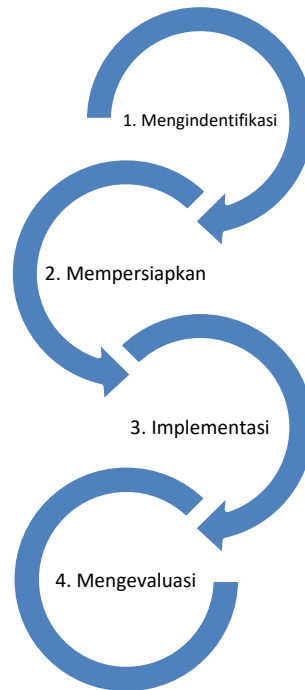 1. Mengindentifikasi
2. Mempersiapkan
3. Implementasi
4. Mengevaluasi